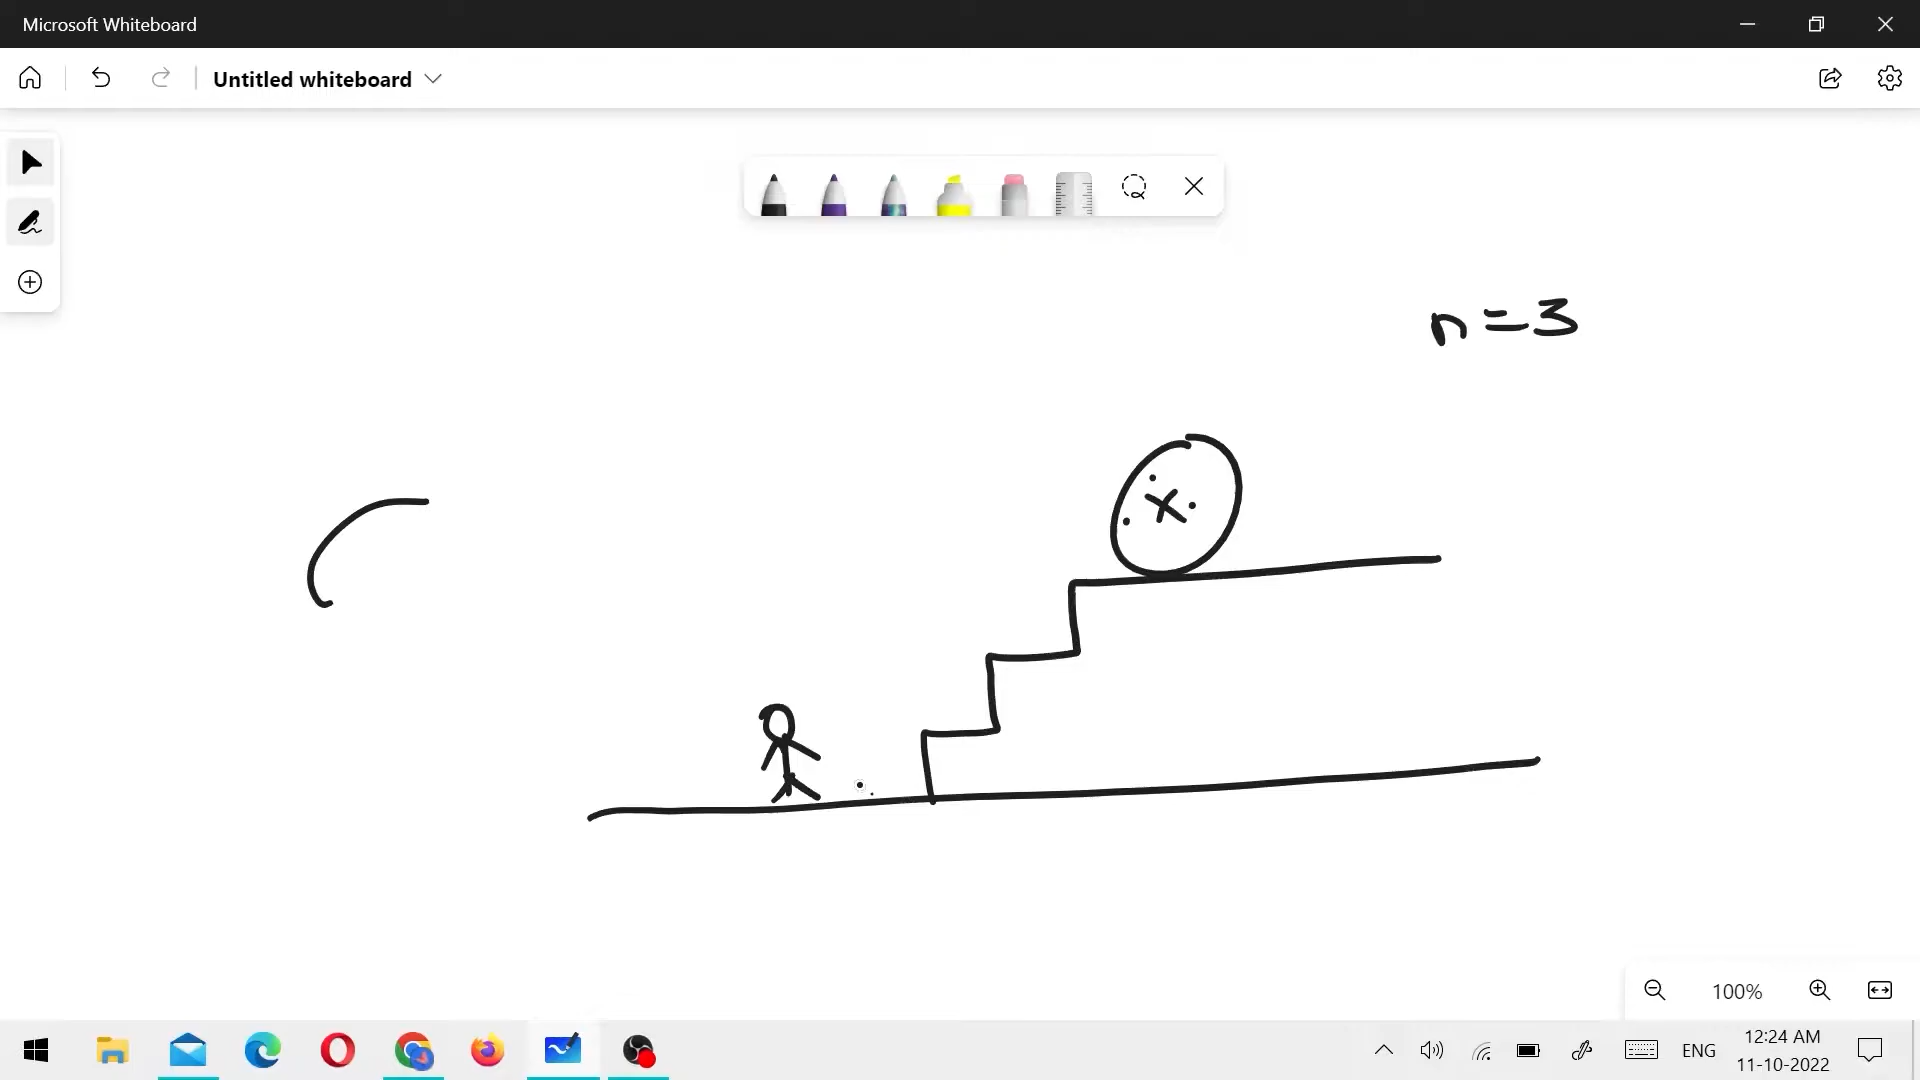 Microsoft Whiteboard
Untitled whiteboard
n=3
x
100%
ENG
12:24 AM
11-10-2022